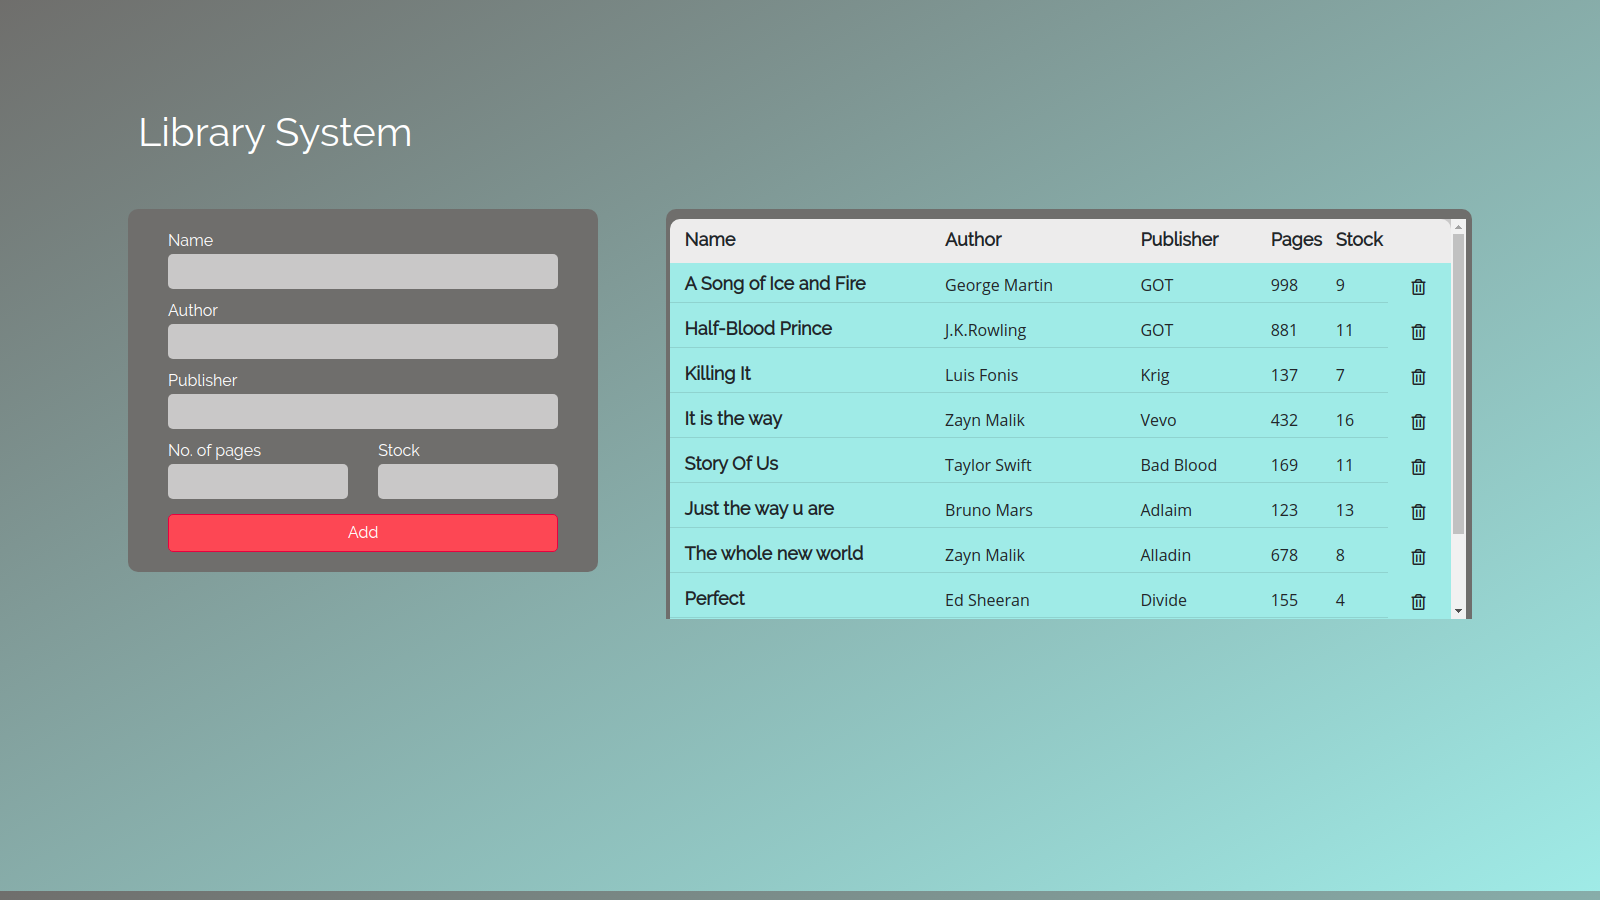 Library System
Name
Author
Publisher
No. of pages Stock
Add
Name Author Publisher Pages Stock
A Song of Ice and Fire George Martin GOT 998 9
Half-Blood Prince J.K.Rowling GOT 881 11
Killing It Luis Fonis Krig 137 7
It is the way Zayn Malik Vevo 432 16
Story Of Us Taylor Swift Bad Blood 169 11
Just the way u are Bruno Mars Adlaim 123 13
The whole new world Zayn Malik Alladin 678 8
Perfect Ed Sheeran Divide 155 4